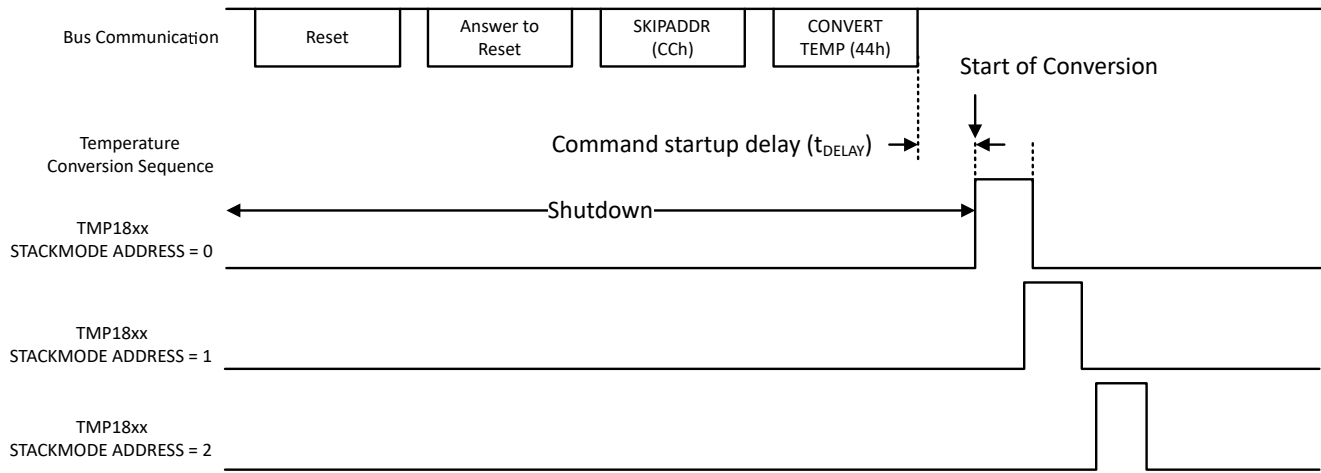 Bus Communication
Reset
Answer to
Reset
SKIPADDR
(CCh)
CONVERT
TEMP (44h)
Start of Conversion
Temperature
Conversion Sequence
Command startup delay (tDELAY)
Shutdown
TMP18xx
STACKMODE ADDRESS = 0
TMP18xx
STACKMODE ADDRESS = 1
TMP18xx
STACKMODE ADDRESS = 2